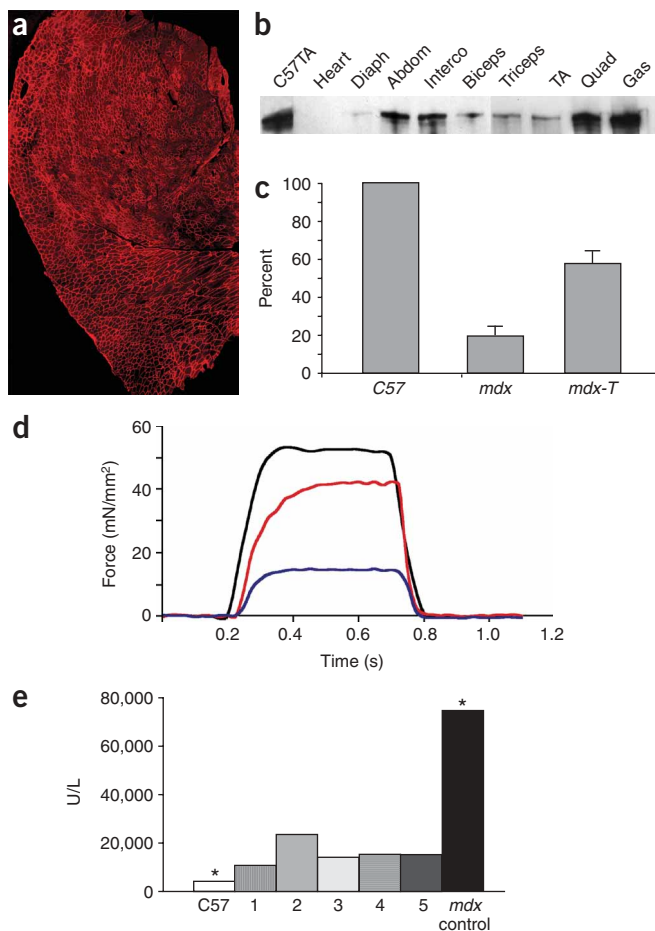 a
b
C57TA Heart Diaph Abdom Interco Biceps Triceps TA Quad Gas
c
100
80
60
40
20
0
Percent
C57 mdx mdx-T
d
60
40
20
0
Force (mN/mm²)
0.2 0.4 0.6 0.8 1.0 1.2
Time (s)
e
80,000
60,000
40,000
20,000
0
U/L
*
*
C57 1 2 3 4 5 mdx
control